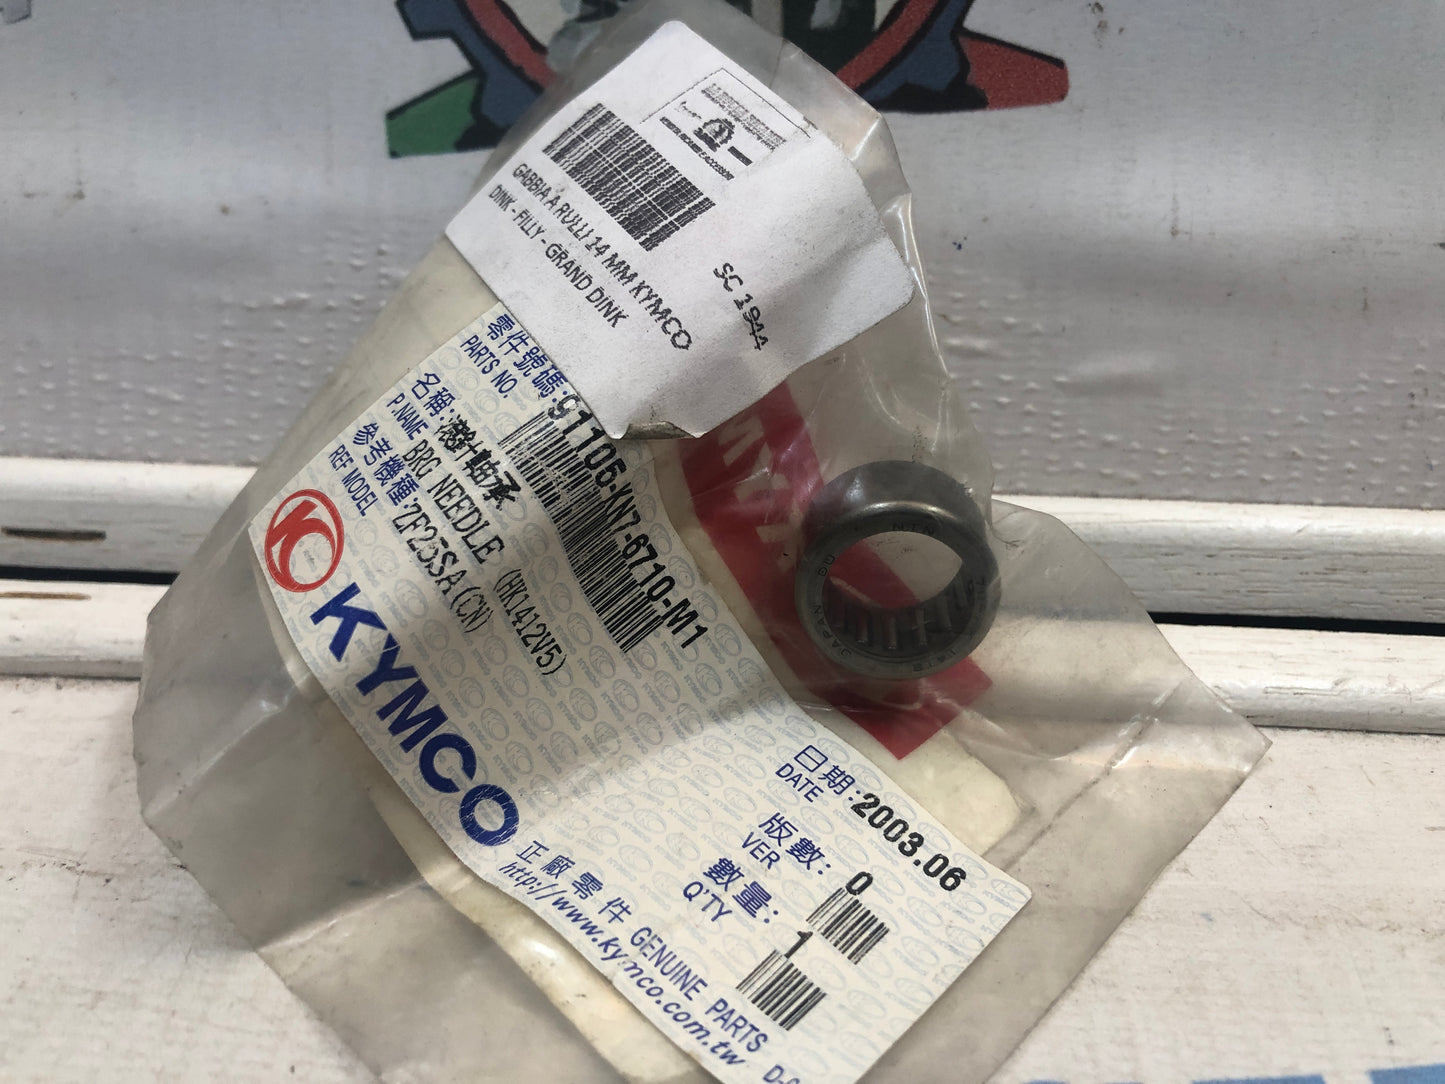 GABBIA A RULLI 14 MM KYMCO
DINK - FILLY - GRAND DINK
SC 1944
零件號碼:91105-KN7-6710-M1
PARTS NO.
名稱:滾針軸承
P.NAME BRG NEEDLE (HK1412V5)
參考機種:ZF25SA(CN)
REF MODEL
KYMCO
正廠零件 GENUINE PARTS
http://www.kymco.com.tw
日期:2003.06
DATE
版數: 0
VER
數量: 1
Q'TY
NTN
JAPAN
1412